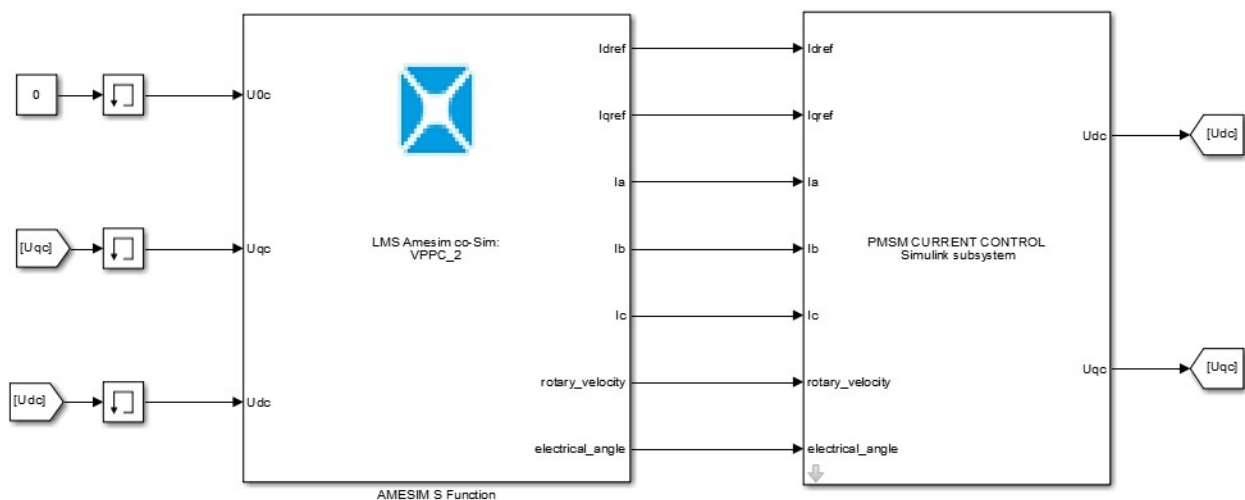 0
U0c
[Uqc]
Uqc
[Udc]
Udc
LMS Amesim co-Sim:
VPPC_2
Idref
Iqref
Ia
Ib
Ic
rotary_velocity
electrical_angle
AMESIM S Function
Idref
Iqref
Ia
Ib
Ic
rotary_velocity
electrical_angle
PMSM CURRENT CONTROL
Simulink subsystem
Udc
[Udc]
Uqc
[Uqc]